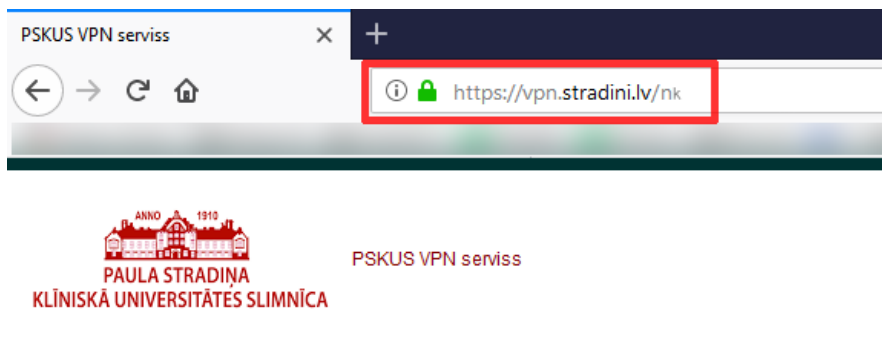 PSKUS VPN serviss
https://vpn.stradini.lv/nk
ANNO 1910
PAULA STRADIŅA
KLĪNISKĀ UNIVERSITĀTES SLIMNĪCA
PSKUS VPN serviss